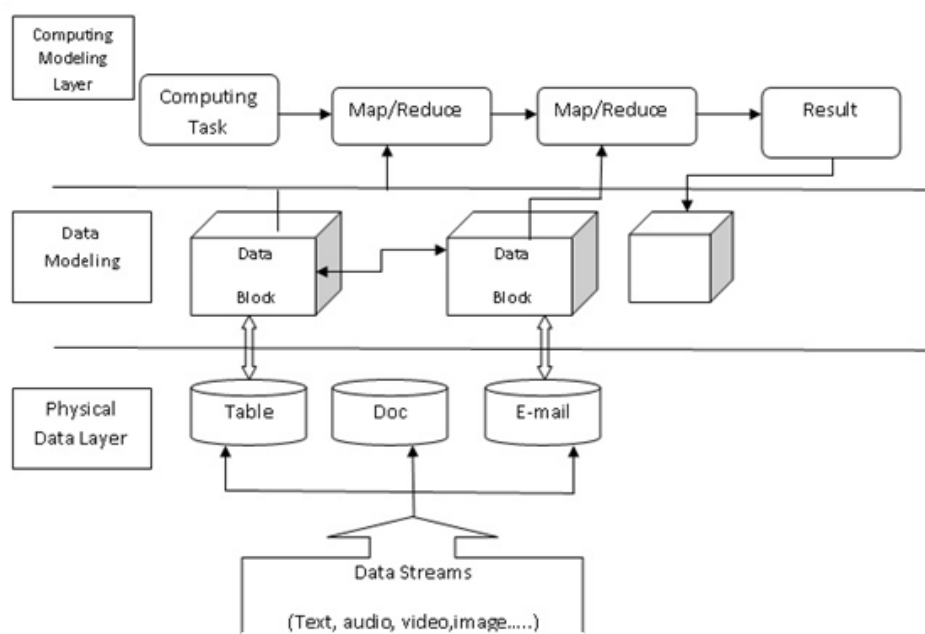 Computing
Modeling
Layer
Computing
Task
Map/Reduce
Map/Reduce
Result
Data
Modeling
Data
Block
Data
Block
Physical
Data Layer
Table
Doc
E-mail
Data Streams
(Text, audio, video,image.....)